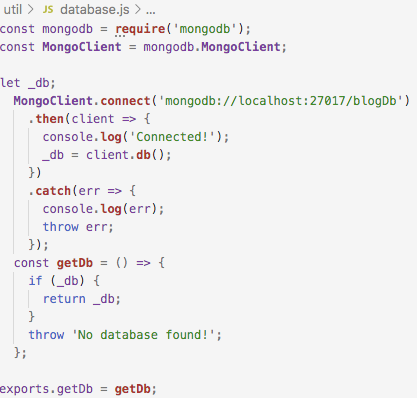 util > JS database.js > ...
const mongodb = require('mongodb');
const MongoClient = mongodb.MongoClient;
let _db;
MongoClient.connect('mongodb://localhost:27017/blogDb')
.then(client => {
console.log('Connected!');
_db = client.db();
})
.catch(err => {
console.log(err);
throw err;
});
const getDb = () => {
if (_db) {
return _db;
}
throw 'No database found!';
};
exports.getDb = getDb;